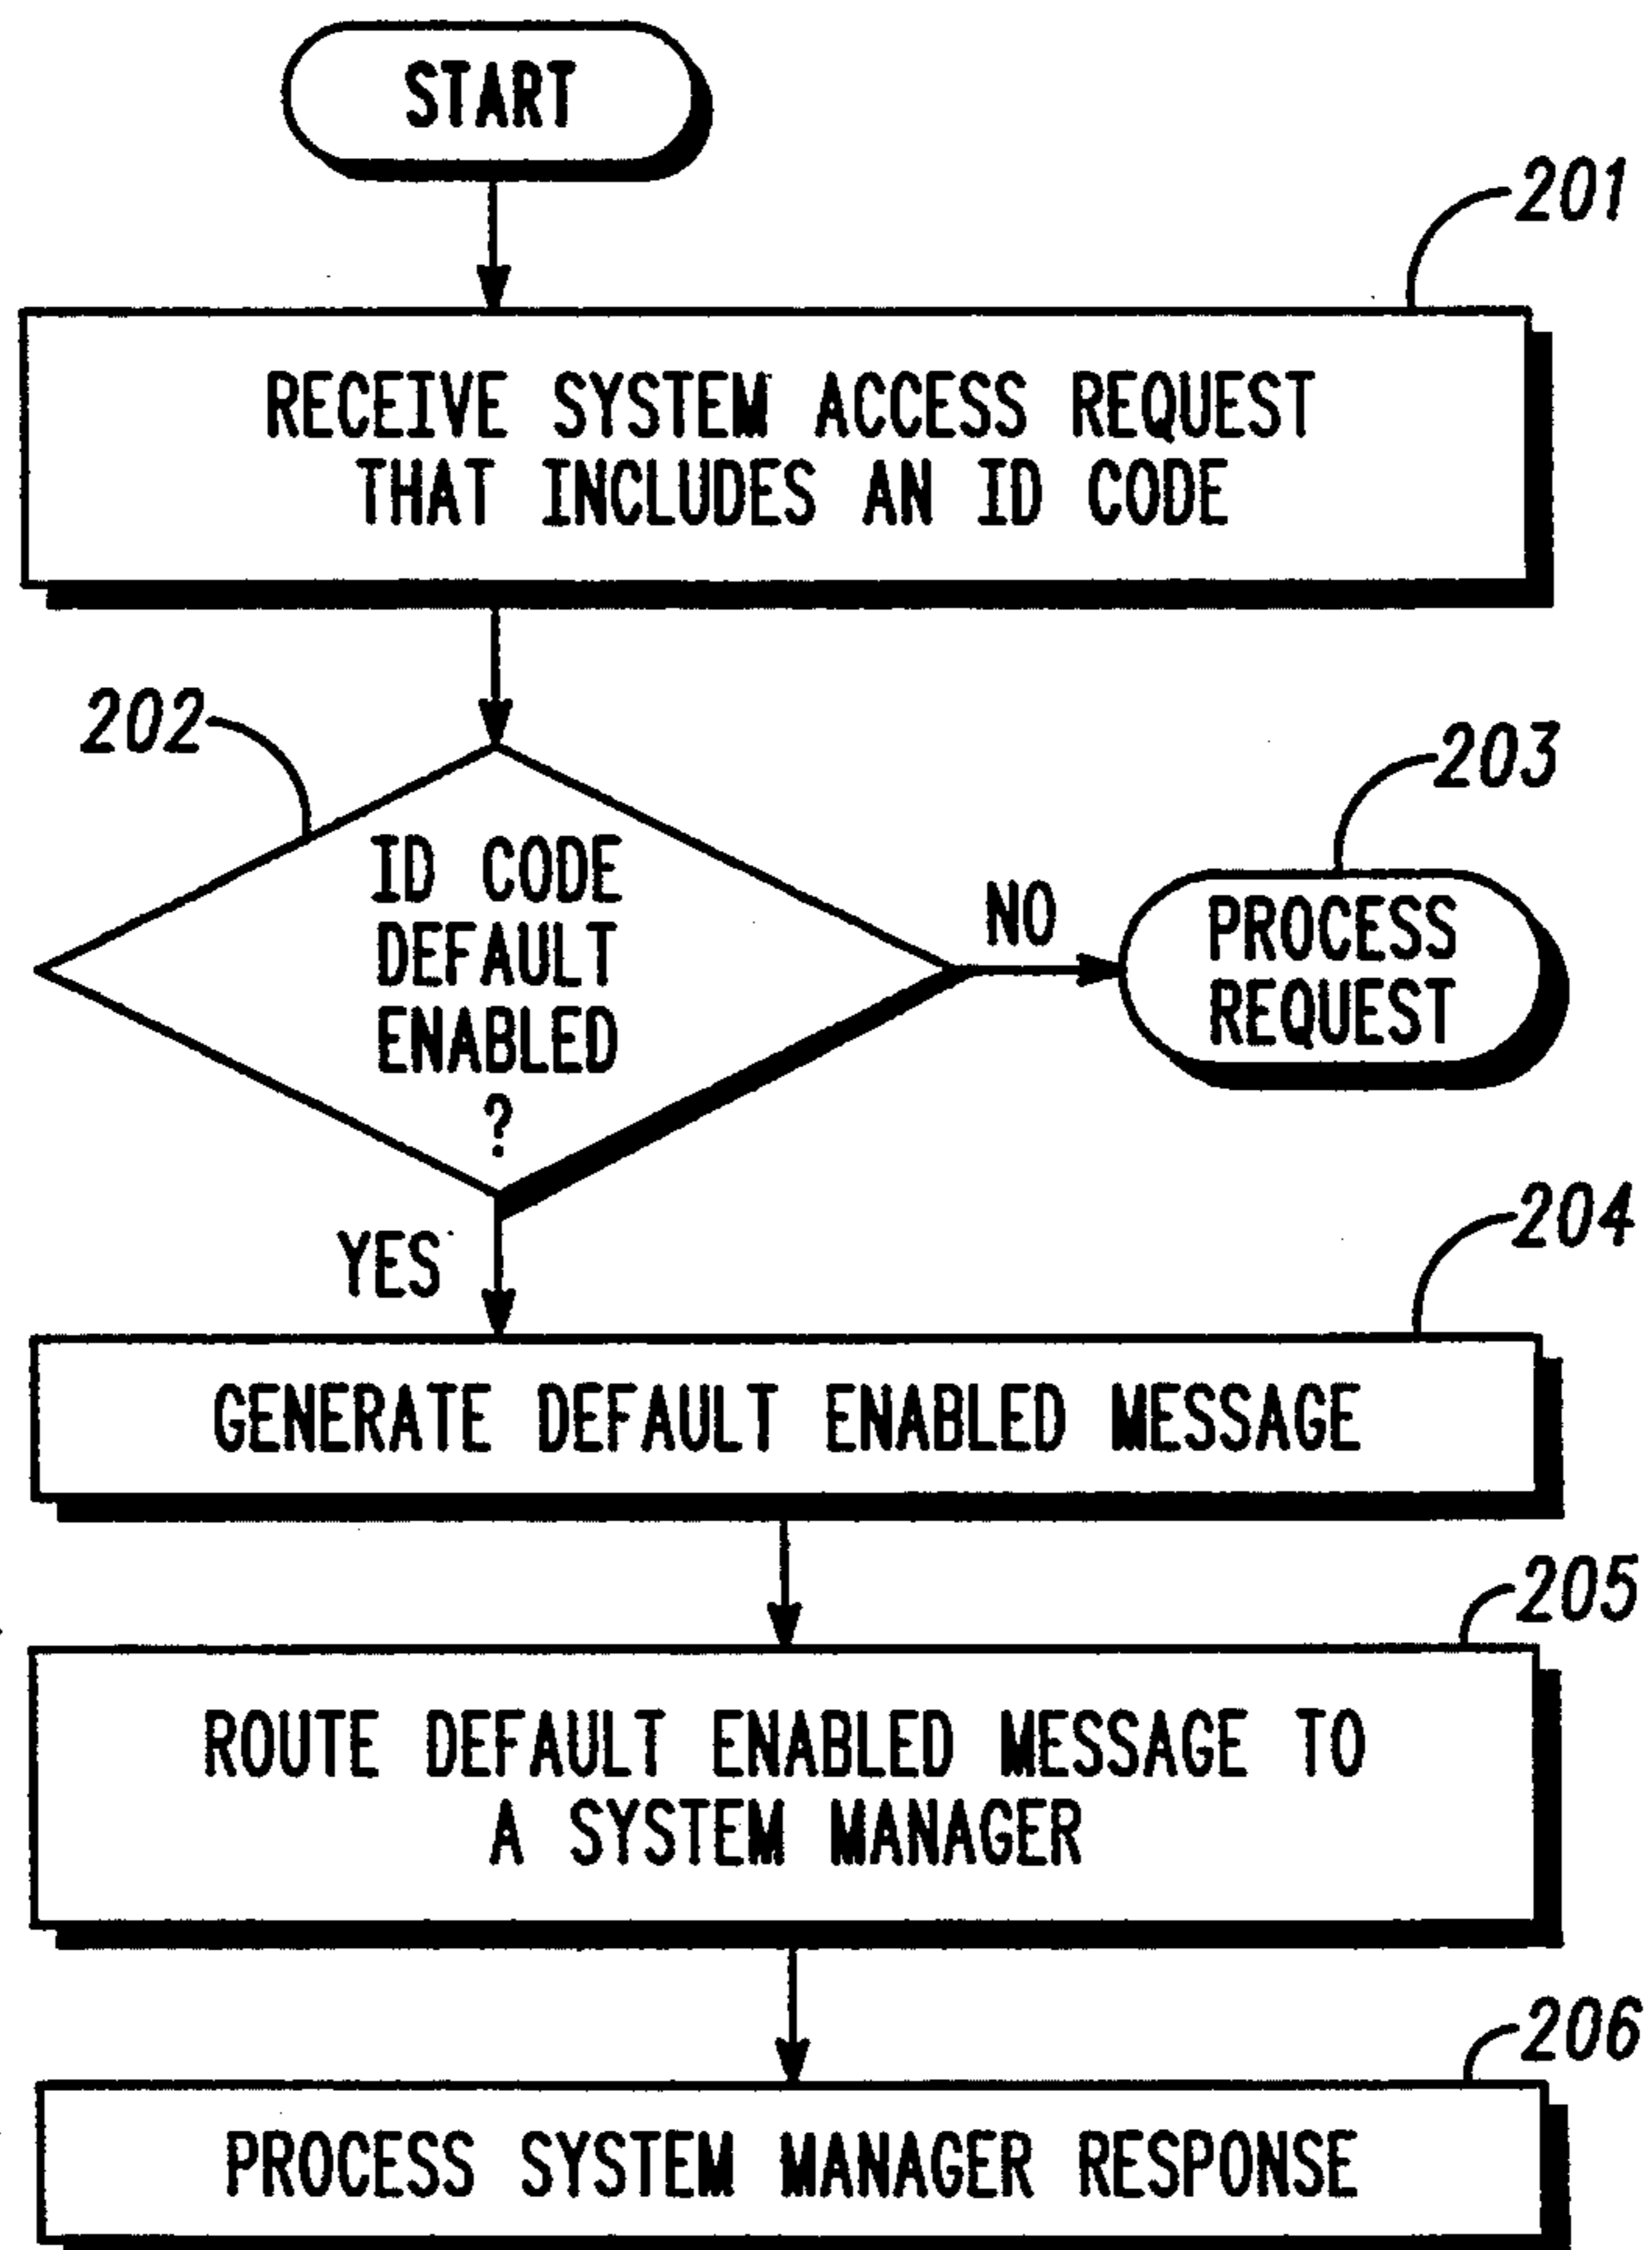 START
201
RECEIVE SYSTEM ACCESS REQUEST
THAT INCLUDES AN ID CODE
202
203
ID CODE
DEFAULT
ENABLED
?
NO
PROCESS
REQUEST
YES
204
GENERATE DEFAULT ENABLED MESSAGE
205
ROUTE DEFAULT ENABLED MESSAGE TO
A SYSTEM MANAGER
206
PROCESS SYSTEM MANAGER RESPONSE